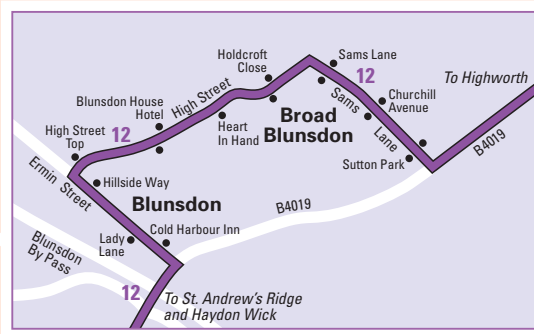 Holdcroft
Close
Sams Lane
12
To Highworth
Blunsdon House
Hotel
High Street
Churchill
Avenue
Sams
Lane
High Street
Top
12
Heart
In Hand
Broad
Blunsdon
B4019
Sutton Park
Ermin Street
Hillside Way
Blunsdon
B4019
Lady
Lane
Cold Harbour Inn
Blunsdon
By Pass
12
To St. Andrew's Ridge
and Haydon Wick